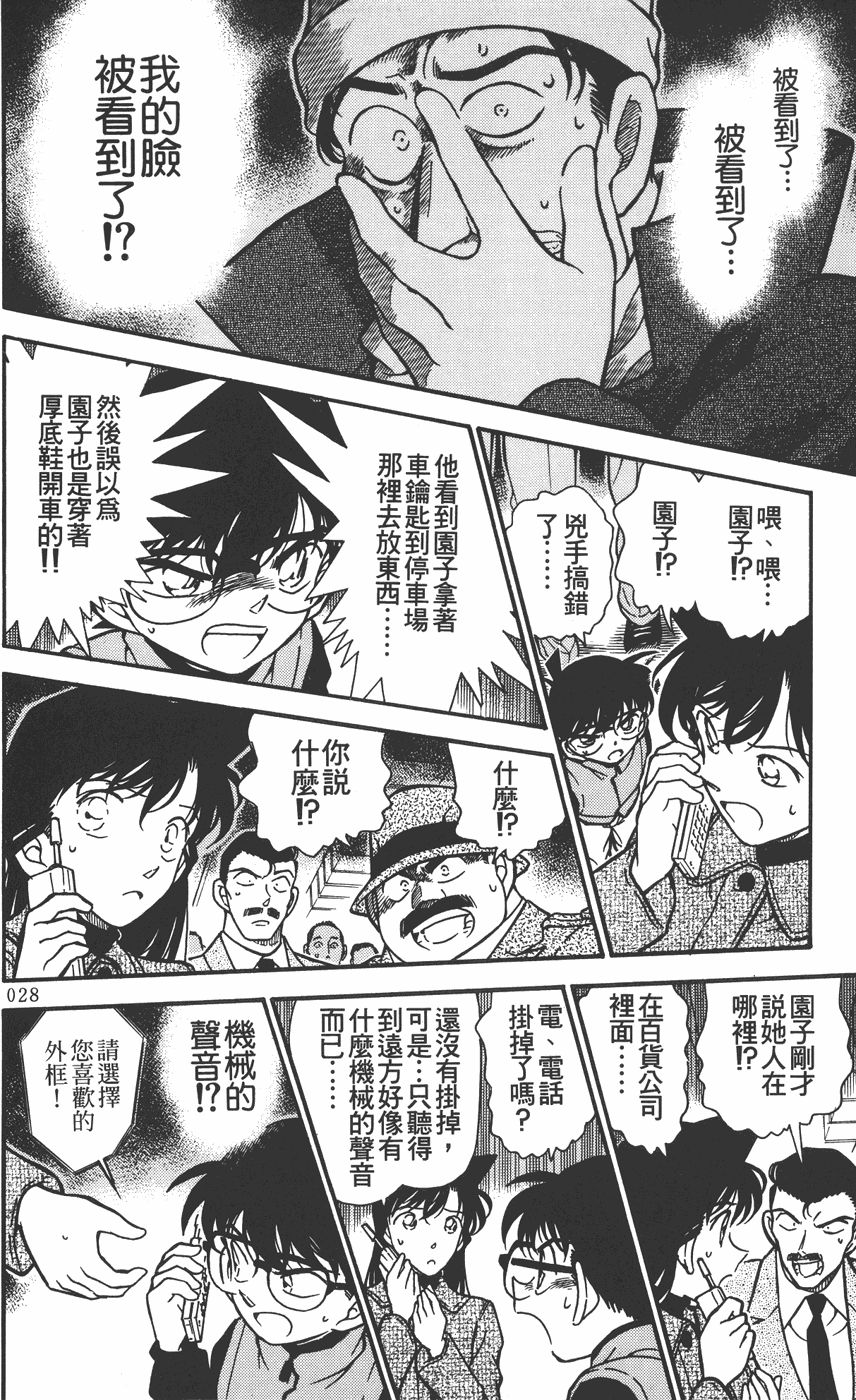 被看到了…
被看到了…
我的臉
被看到了!?
喂、喂…
園子!?
園子!?
兇手搞錯
了……
他看到園子拿著
車鑰匙到停車場
那裡去放東西……
然後誤以為
園子也是穿著
厚底鞋開車的!!
什麼!?
你說
什麼!?
028
園子剛才
說她人在
哪裡!?
在百貨公司
裡面……
電、電話
掛掉了嗎？
還沒有掛掉，
可是…只聽得
到遠方好像有
什麼機械的聲音
而已……
機械的
聲音!?
請選擇
您喜歡的
外框！